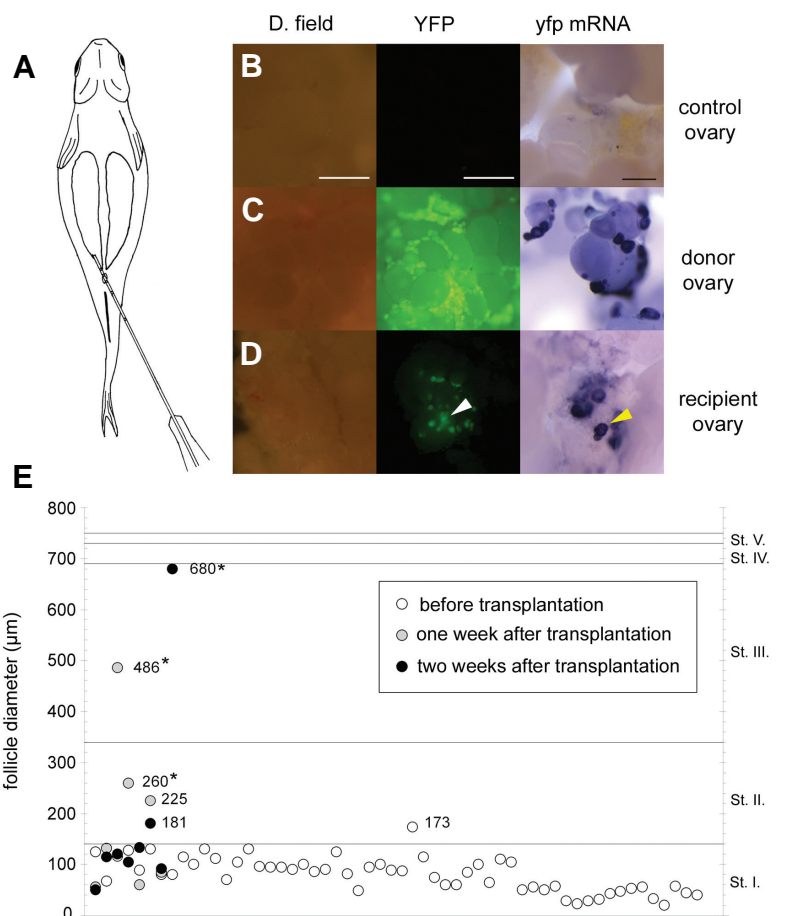 D. field YFP yfp mRNA
A
B
control
ovary
C
donor
ovary
D
recipient
ovary
E
800
St. V.
700
St. IV.
680*
before transplantation
600
one week after transplantation
St. III.
486*
500
two weeks after transplantation
400
follicle diameter (µm)
300
260*
225
St. II.
200
181
173
100
St. I.
0